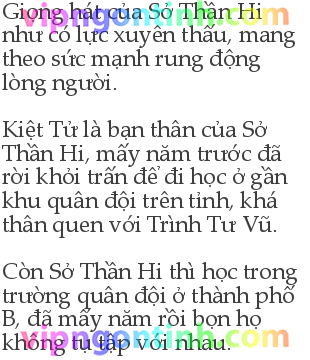 Giọng hát của Sở Thần Hi
như có lực xuyên thấu, mang
theo sức mạnh rung động
lòng người.
Kiệt Tử là bạn thân của Sở
Thần Hi, mấy năm trước đã
rời khỏi trấn để đi học ở gần
khu quân đội trên tỉnh, khá
thân quen với Trình Tư Vũ.
Còn Sở Thần Hi thì học trong
trường quân đội ở thành phố
B, đã mấy năm rồi bọn họ
không tụ tập với nhau.
vipngontinh.com
vipngontinh.com